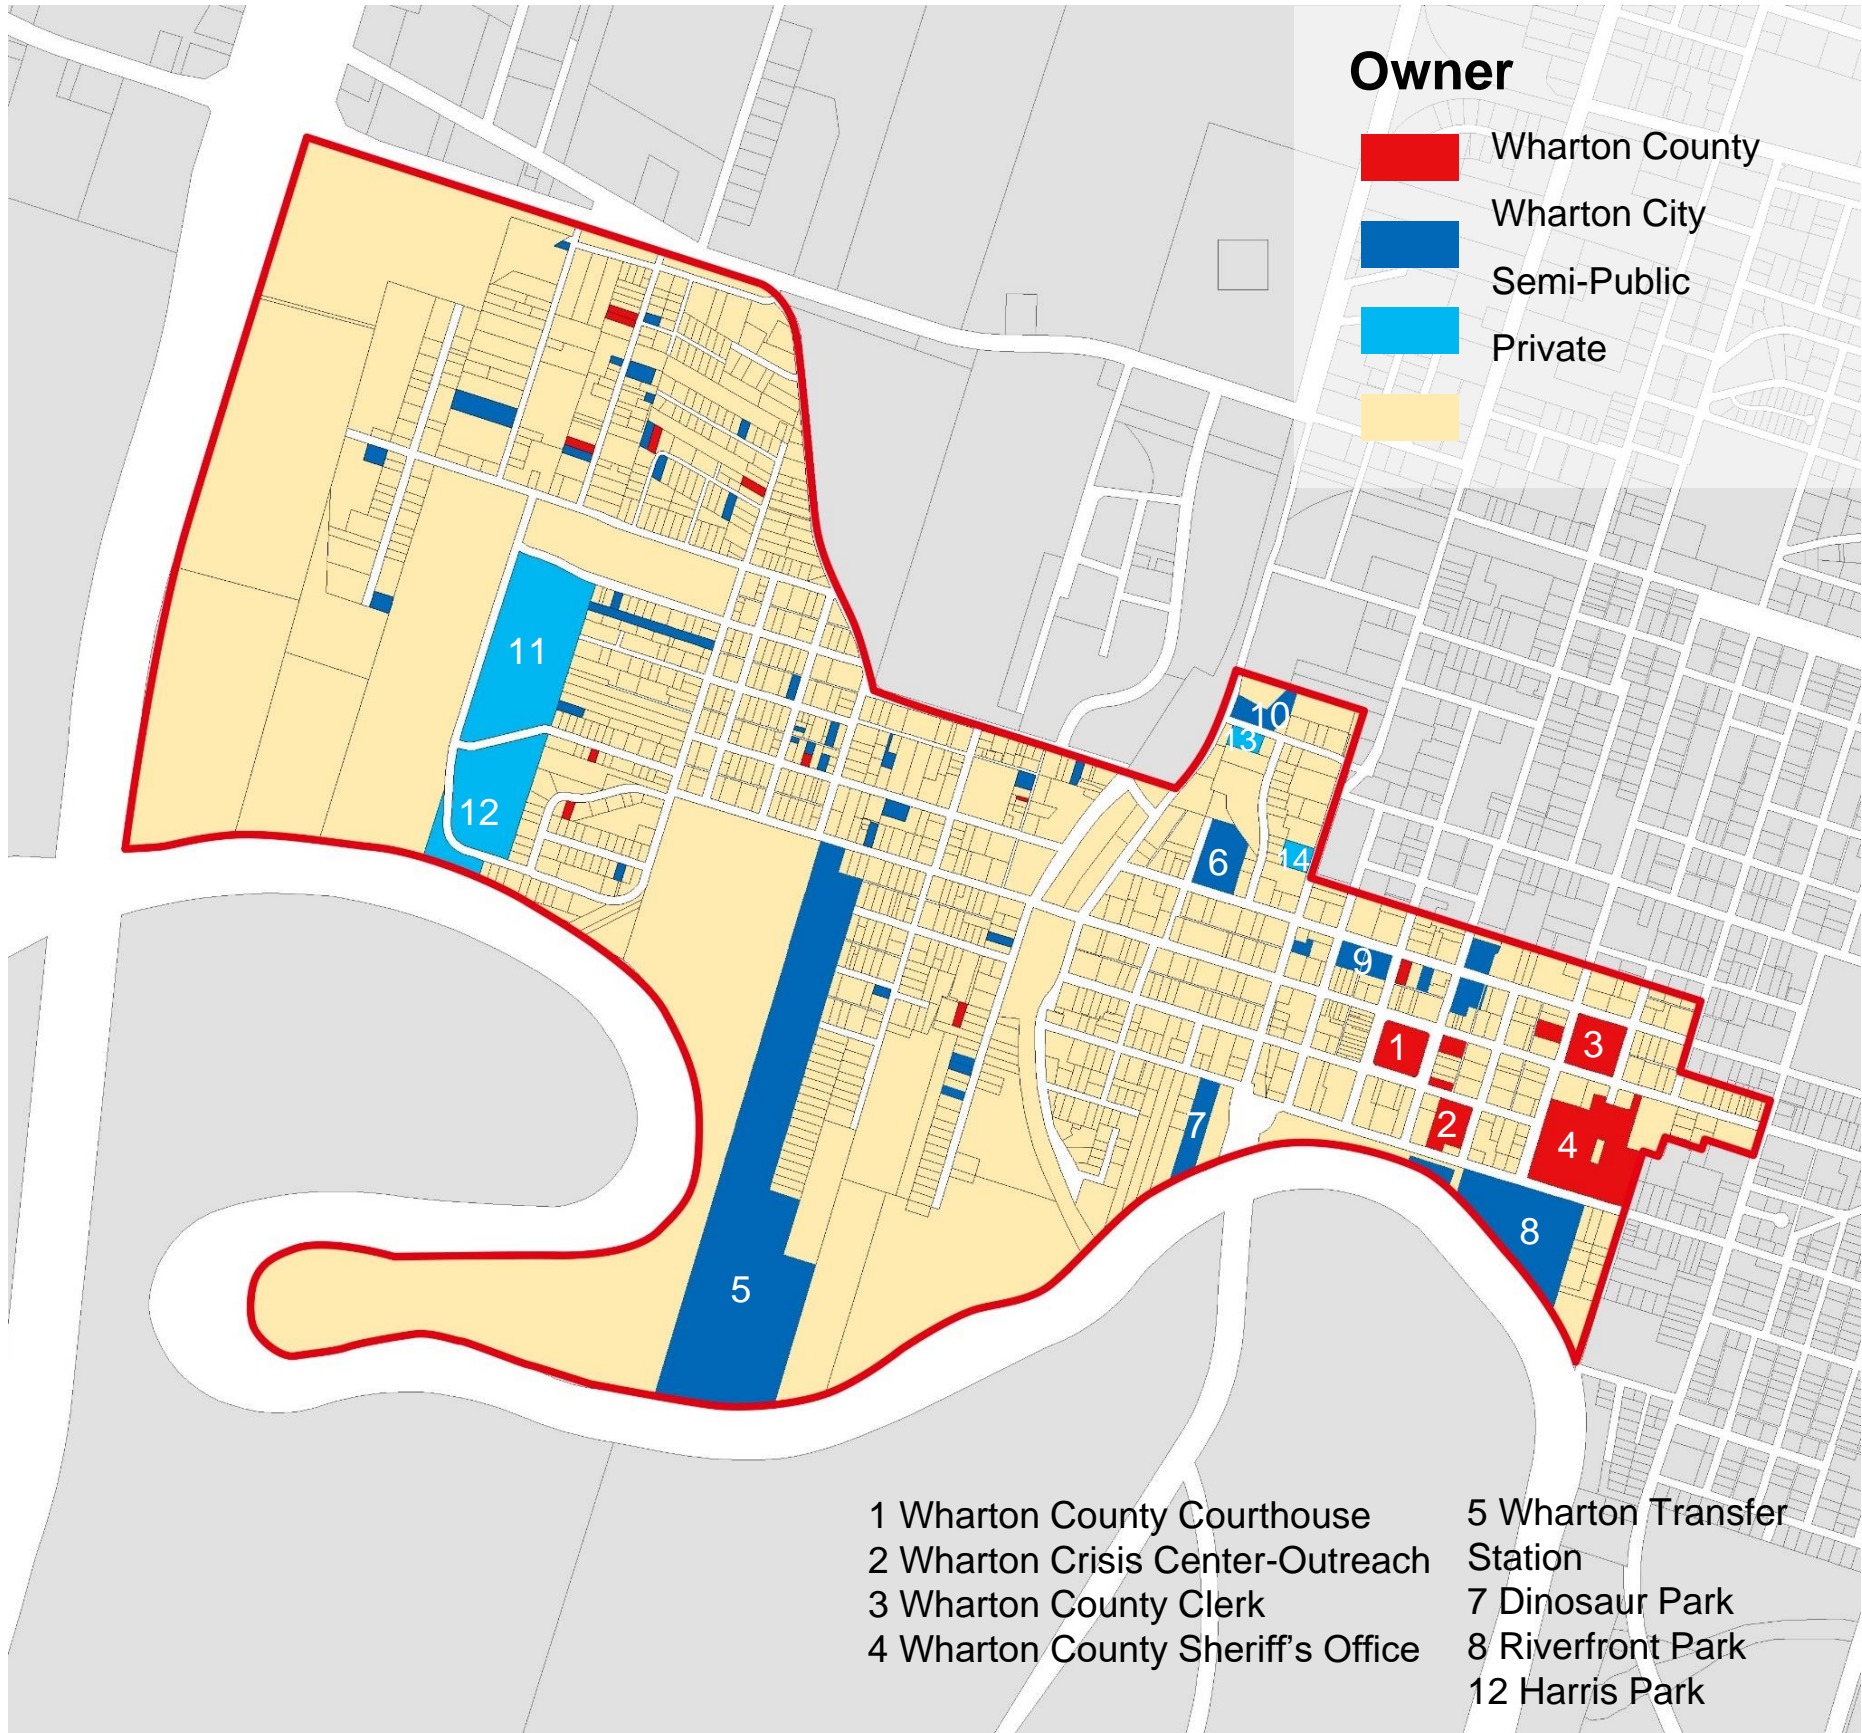 Owner
Wharton County
Wharton City
Semi-Public
Private
10
13
11
12
6
14
9
1
3
2
4
7
8
5
1 Wharton County Courthouse
2 Wharton Crisis Center-Outreach
3 Wharton County Clerk
4 Wharton County Sheriff’s Office
5 Wharton Transfer
Station
7 Dinosaur Park
8 Riverfront Park
12 Harris Park